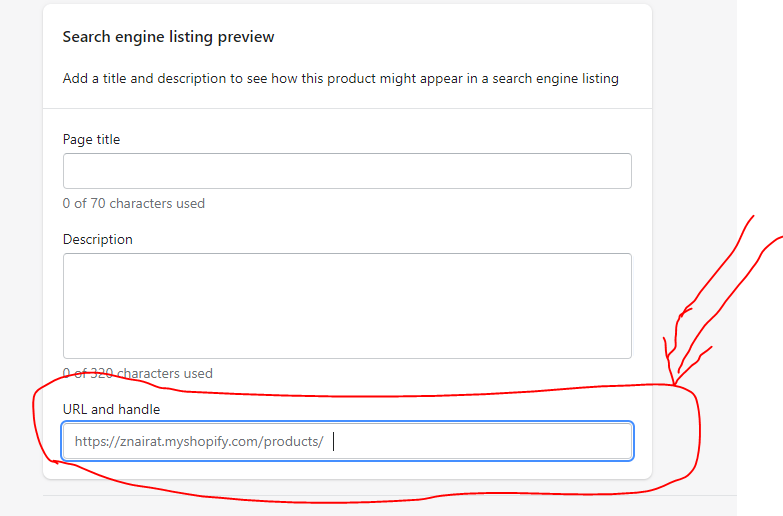 Search engine listing preview
Add a title and description to see how this product might appear in a search engine listing
Page title
0 of 70 characters used
Description
0 of 320 characters used
URL and handle
https://znairat.myshopify.com/products/